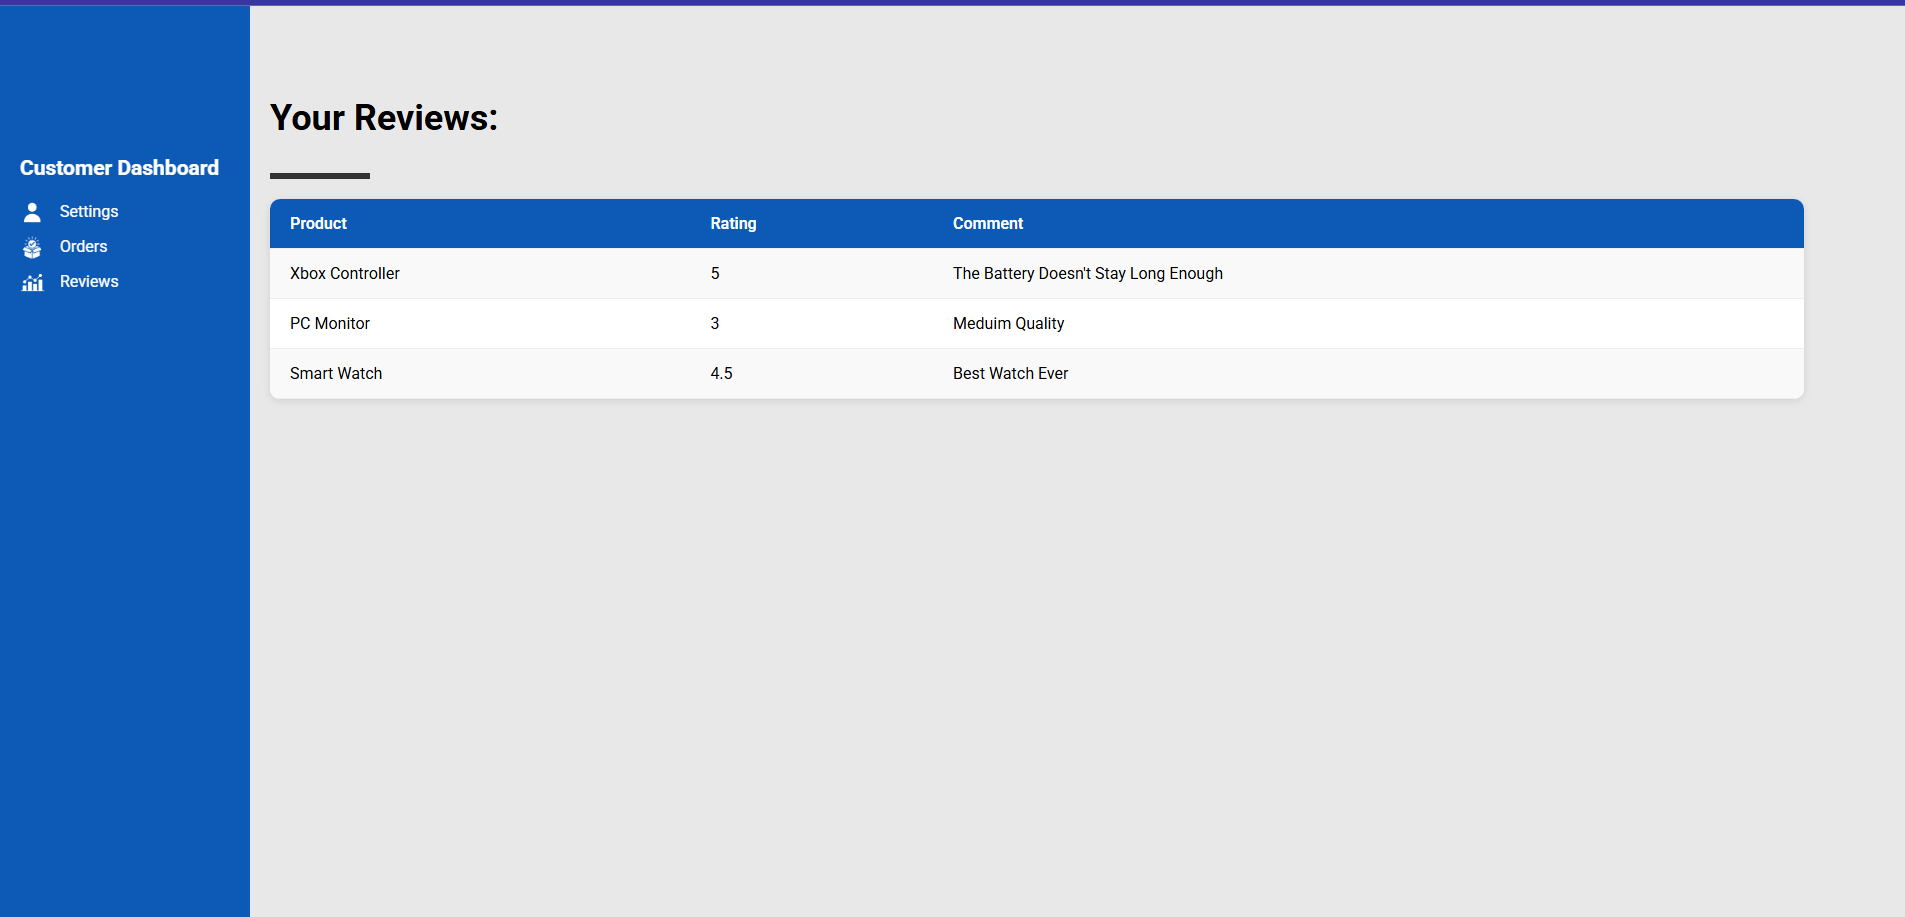 Customer Dashboard
Settings
Orders
Reviews
Your Reviews:
Product Rating Comment
Xbox Controller 5 The Battery Doesn't Stay Long Enough
PC Monitor 3 Meduim Quality
Smart Watch 4.5 Best Watch Ever